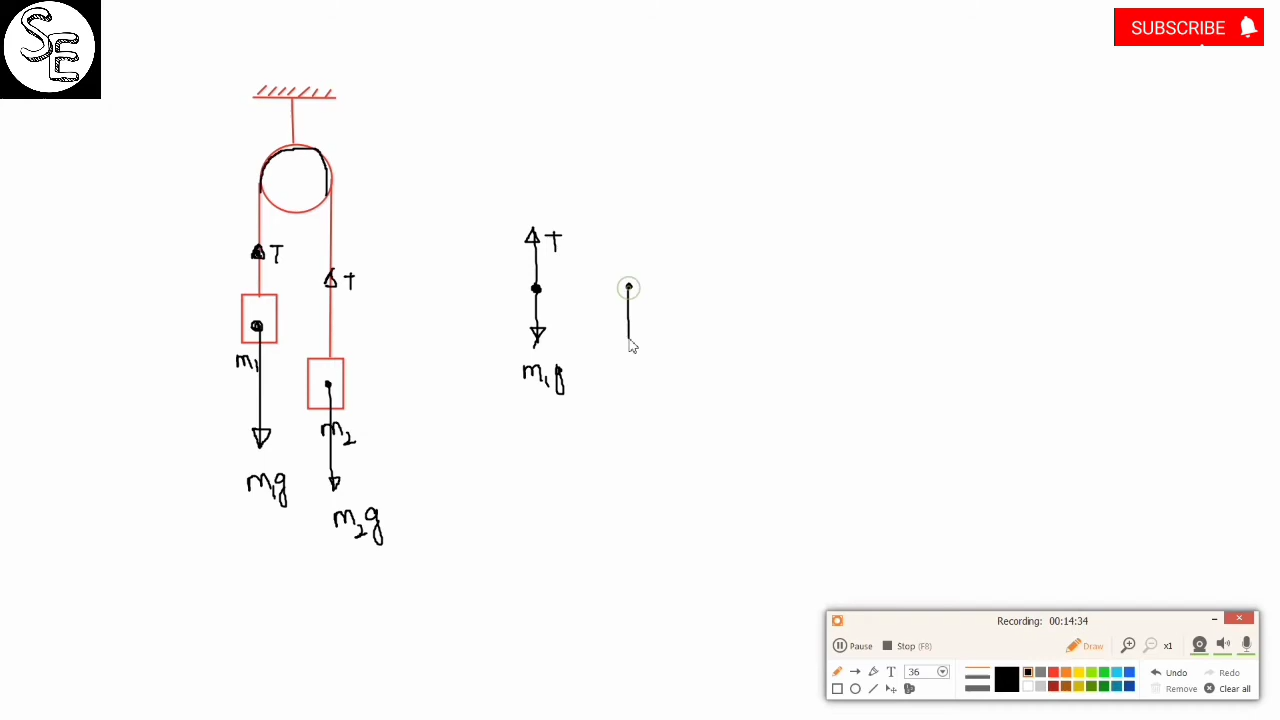 SE
SUBSCRIBE
T
T
T
m1
m1g
m2
m1g
m2g
Recording: 00:14:34
Pause Stop (F8) Draw x1
T 36 Undo Redo
Remove Clear all